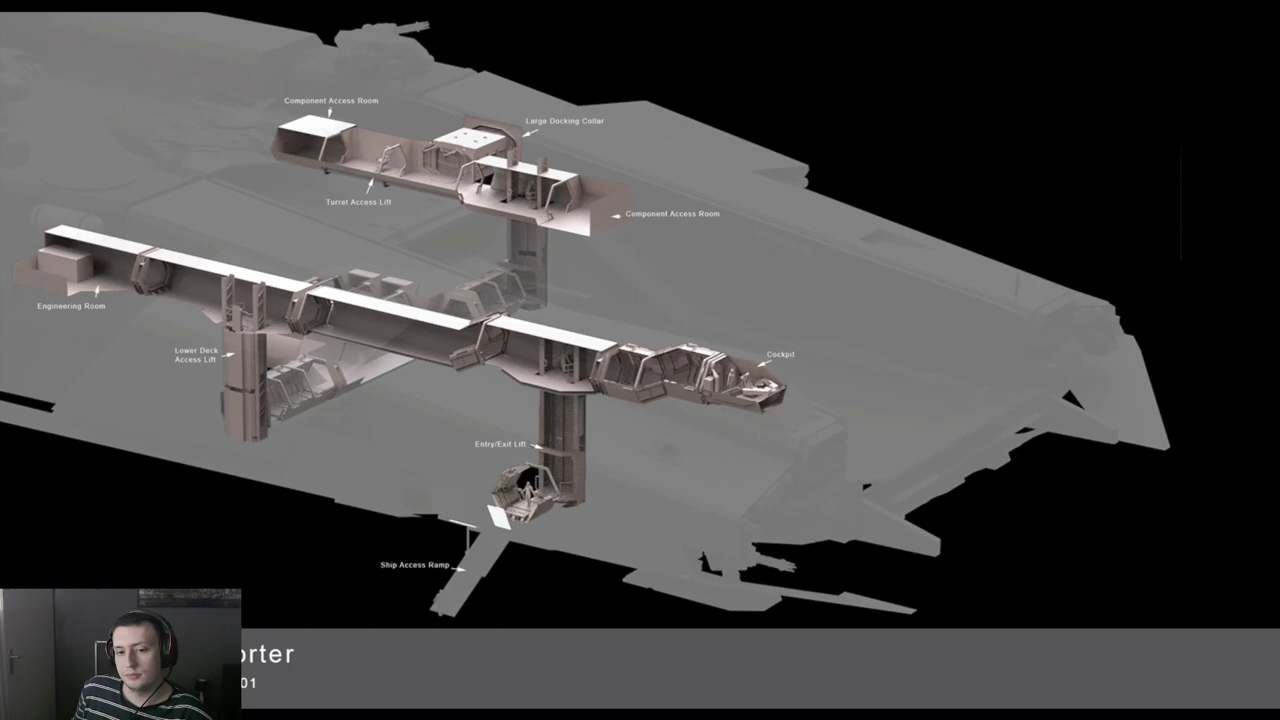 Component Access Room
Large Docking Collar
Turret Access Lift
Component Access Room
Engineering Room
Lower Deck
Access Lift
Cockpit
Entry/Exit Lift
Ship Access Ramp
orter
01